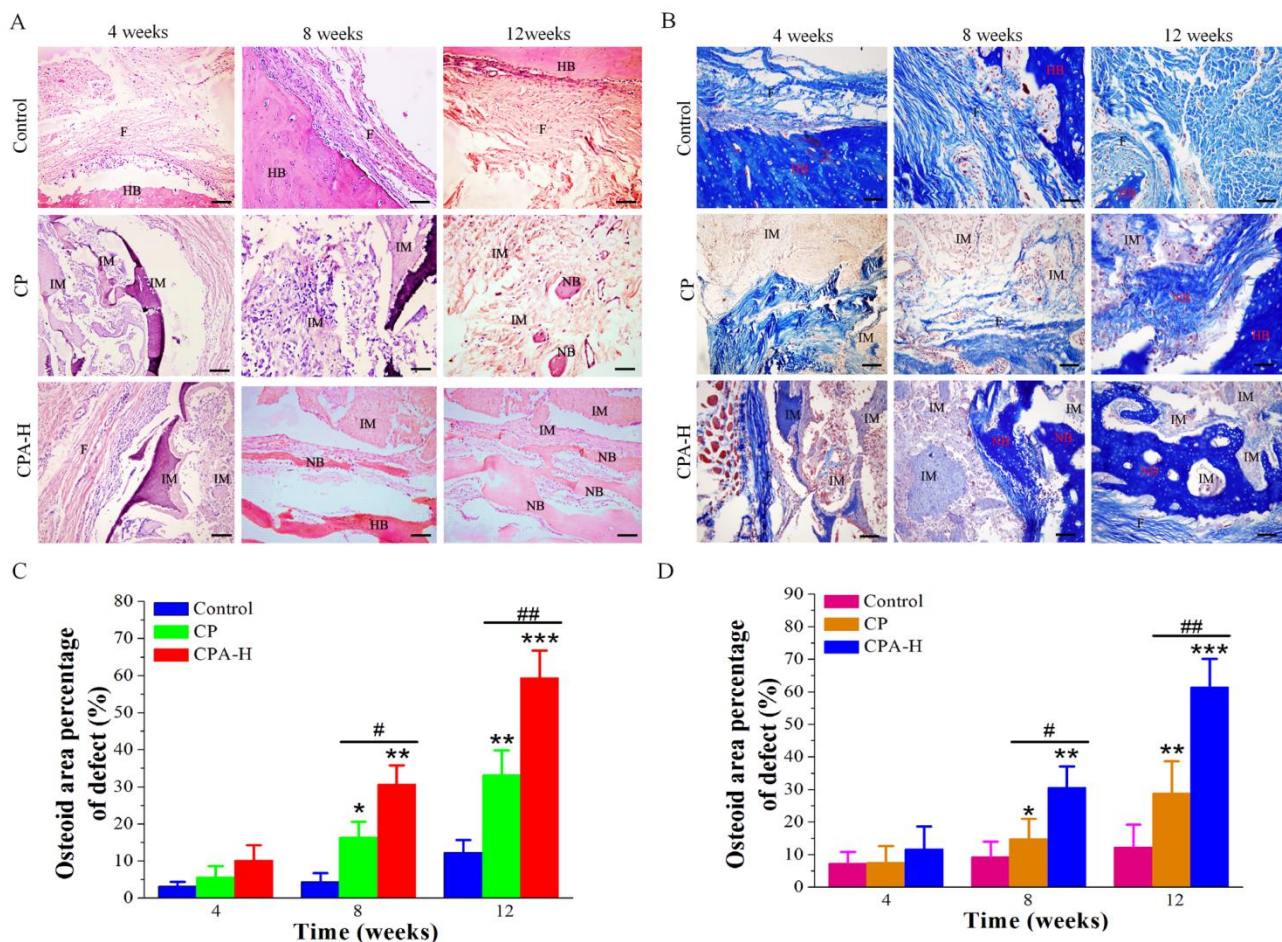 A
4 weeks
8 weeks
12weeks
Control
F
HB
F
HB
HB
F
CP
IM
IM
IM
IM
IM
IM
NB
IM
NB
CPA-H
F
IM
IM
IM
NB
HB
IM
IM
NB
NB
NB
B
4 weeks
8 weeks
12 weeks
Control
F
HB
HB
F
F
HB
CP
IM
IM
IM
IM
F
IM
NB
HB
CPA-H
IM
IM
F
IM
IM
IM
NB
NB
IM
IM
IM
NB
IM
F
C
Osteoid area percentage
of defect (%)
80
70
60
50
40
30
20
10
0
Control
CP
CPA-H
*
#
**
**
##
***
4
8
12
Time (weeks)
D
Osteoid area percentage
of defect (%)
90
80
70
60
50
40
30
20
10
0
Control
CP
CPA-H
*
#
**
**
##
***
4
8
12
Time (weeks)